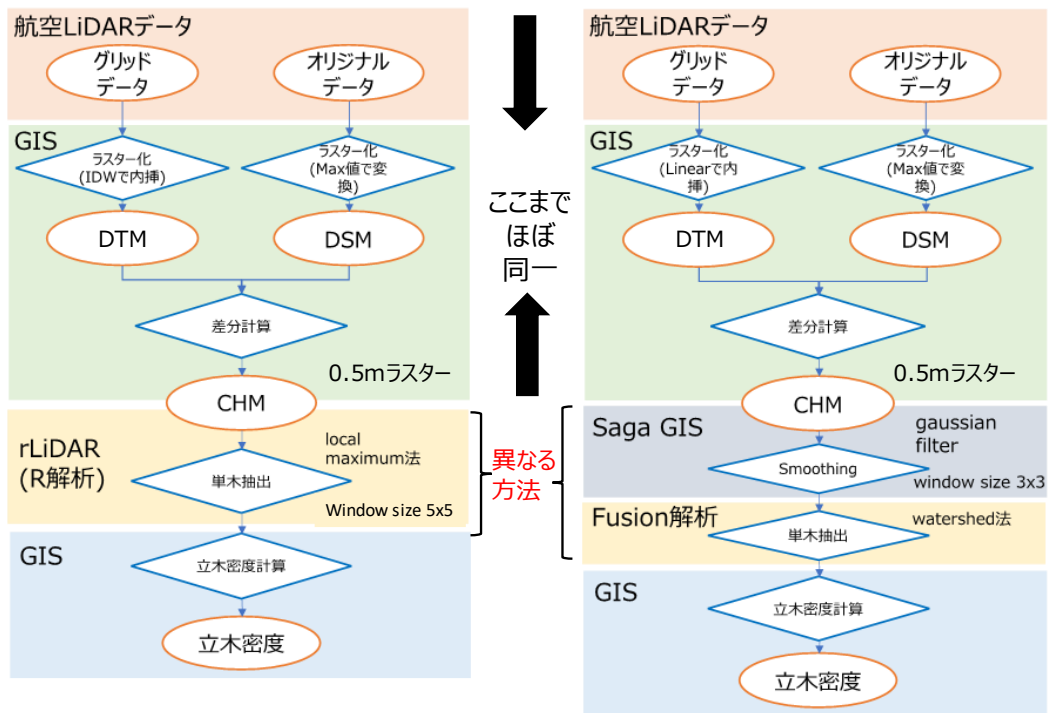 航空LiDARデータ
グリッド
データ
オリジナル
データ
GIS
ラスター化
(IDWで内挿)
ラスター化
(Max値で変
換)
DTM
DSM
差分計算
0.5mラスター
CHM
rLiDAR
(R解析)
local
maximum法
単木抽出
Window size 5x5
GIS
立木密度計算
立木密度
ここまで
ほぼ
同一
異なる
方法
航空LiDARデータ
グリッド
データ
オリジナル
データ
GIS
ラスター化
(Linearで内
挿)
ラスター化
(Max値で変
換)
DTM
DSM
差分計算
0.5mラスター
CHM
Saga GIS
gaussian
filter
Smoothing
window size 3x3
Fusion解析
watershed法
単木抽出
GIS
立木密度計算
立木密度